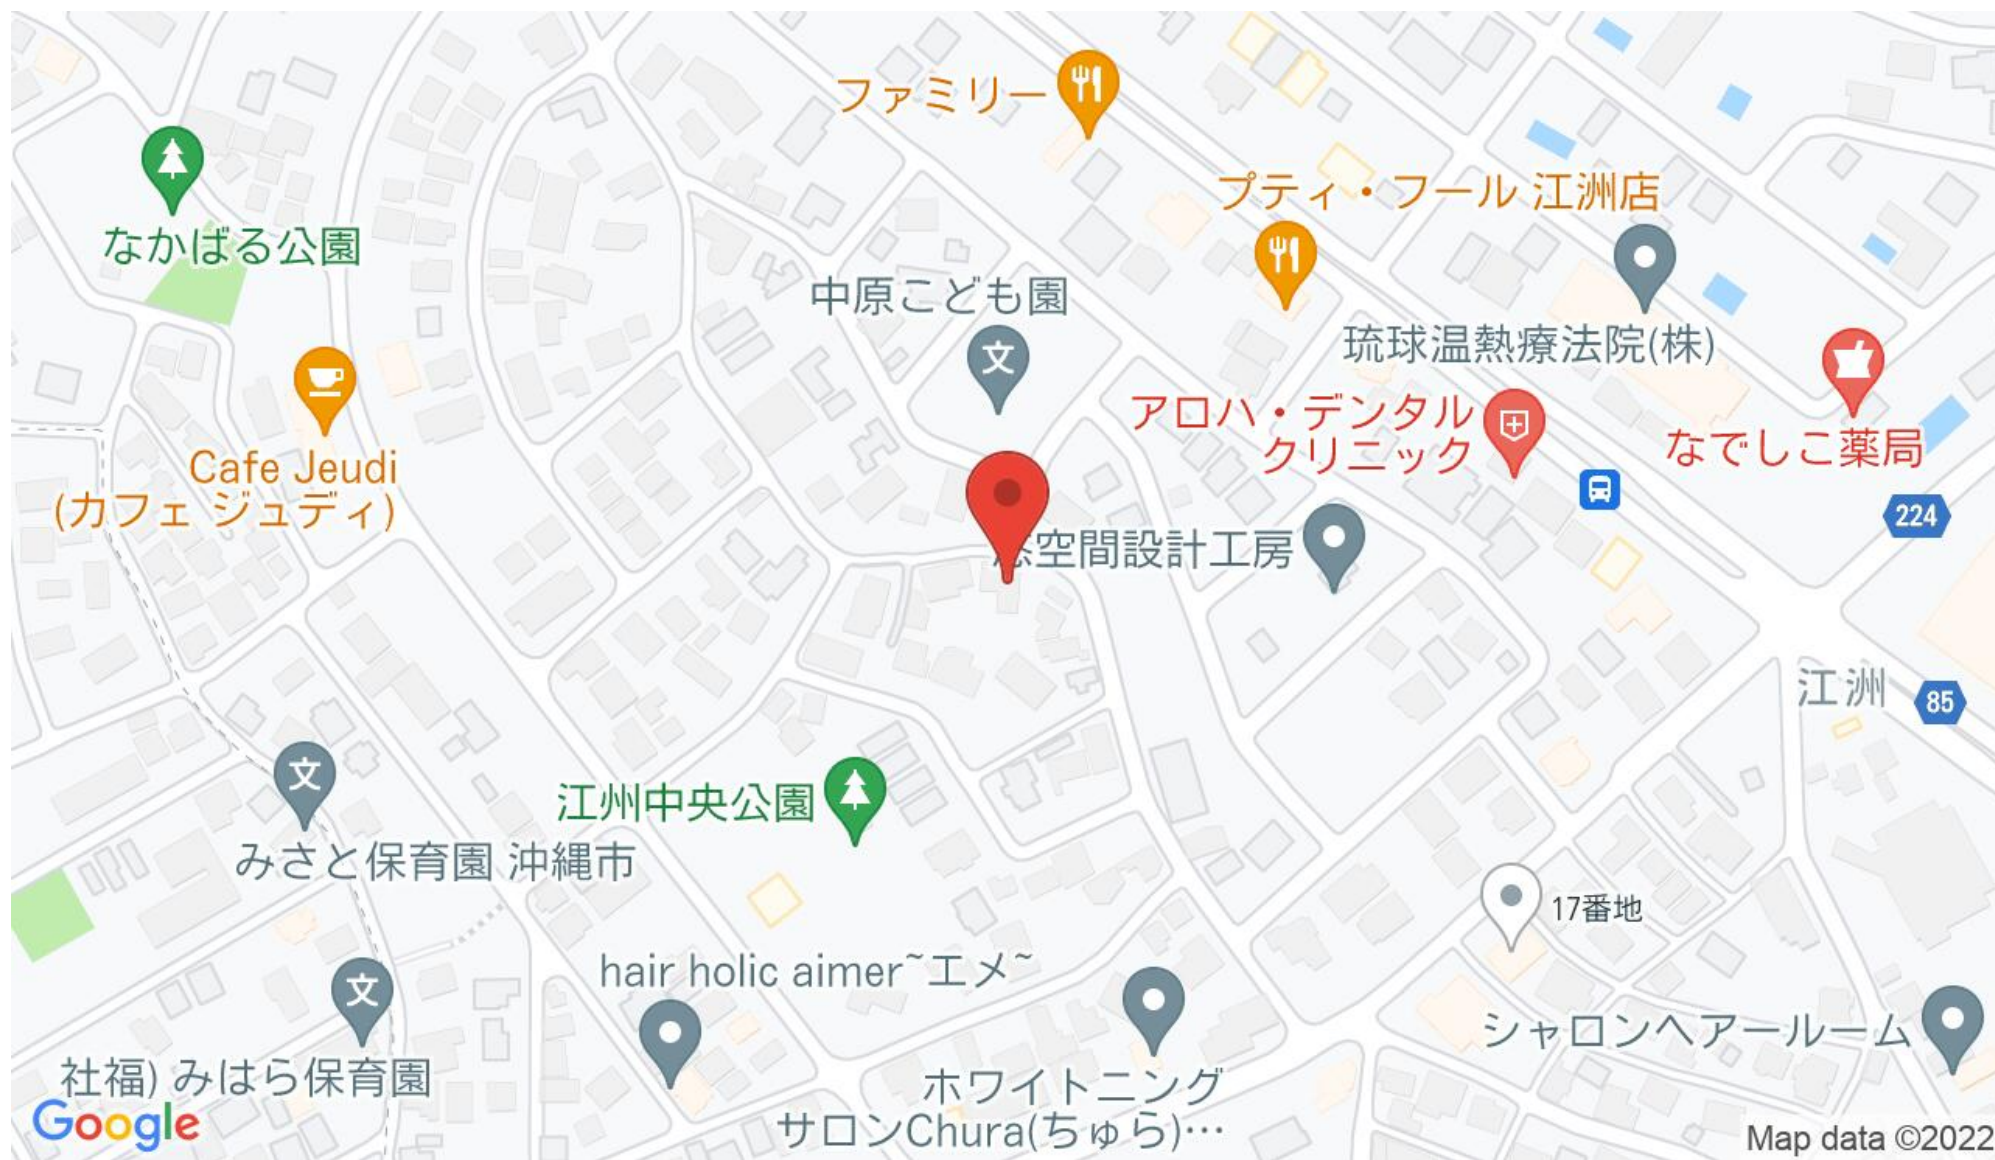 ファミリー
プティ・フール 江洲店
なかばる公園
中原こども園
琉球温熱療法院(株)
アロハ・デンタル
クリニック
なでしこ薬局
Cafe Jeudi
(カフェ ジュディ)
224
空間設計工房
江洲
85
文
文
江州中央公園
みさと保育園 沖縄市
17番地
hair holic aimer~エメ~
文
シャロンヘアールーム
社福) みはら保育園
ホワイトニング
サロンChura(ちゅら)…
Google
Map data ©2022